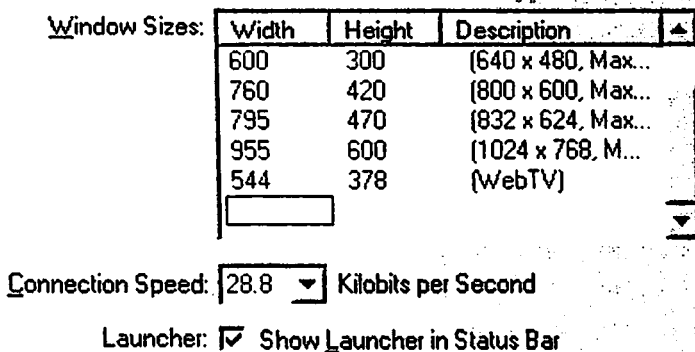 Window Sizes: Width Height Description
600 300 (640 x 480, Max...
760 420 (800 x 600, Max...
795 470 (832 x 624, Max...
955 600 (1024 x 768, M...
544 378 (WebTV)
Connection Speed: 28.8 Kilobits per Second
Launcher: Show Launcher in Status Bar